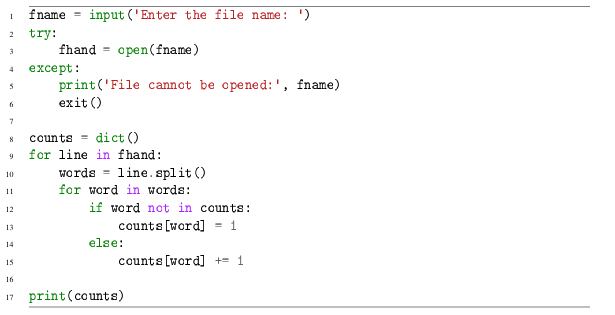 1 fname = input('Enter the file name: ')
2 try:
3     fhand = open(fname)
4 except:
5     print('File cannot be opened:', fname)
6     exit()
7
8 counts = dict()
9 for line in fhand:
10     words = line.split()
11     for word in words:
12         if word not in counts:
13             counts[word] = 1
14         else:
15             counts[word] += 1
16
17 print(counts)